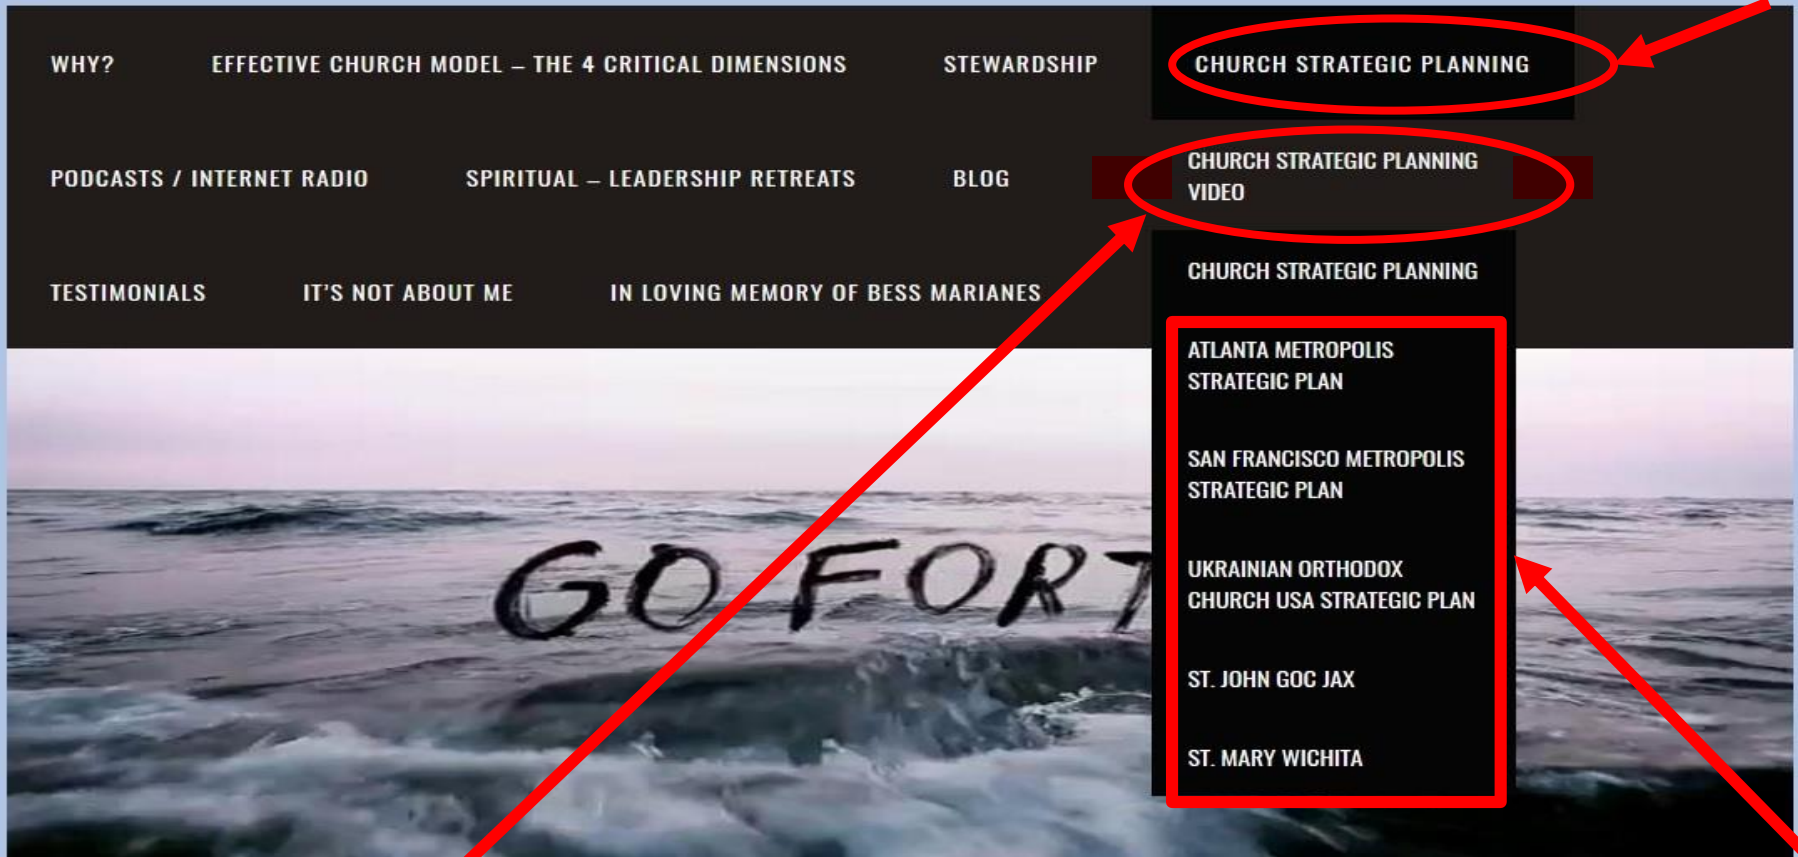 WHY?
EFFECTIVE CHURCH MODEL – THE 4 CRITICAL DIMENSIONS
STEWARDSHIP
CHURCH STRATEGIC PLANNING
PODCASTS / INTERNET RADIO
SPIRITUAL – LEADERSHIP RETREATS
BLOG
TESTIMONIALS
IT'S NOT ABOUT ME
IN LOVING MEMORY OF BESS MARIANES
CHURCH STRATEGIC PLANNING
VIDEO
CHURCH STRATEGIC PLANNING
ATLANTA METROPOLIS
STRATEGIC PLAN
SAN FRANCISCO METROPOLIS
STRATEGIC PLAN
UKRAINIAN ORTHODOX
CHURCH USA STRATEGIC PLAN
ST. JOHN GOC JAX
ST. MARY WICHITA
GO FORT